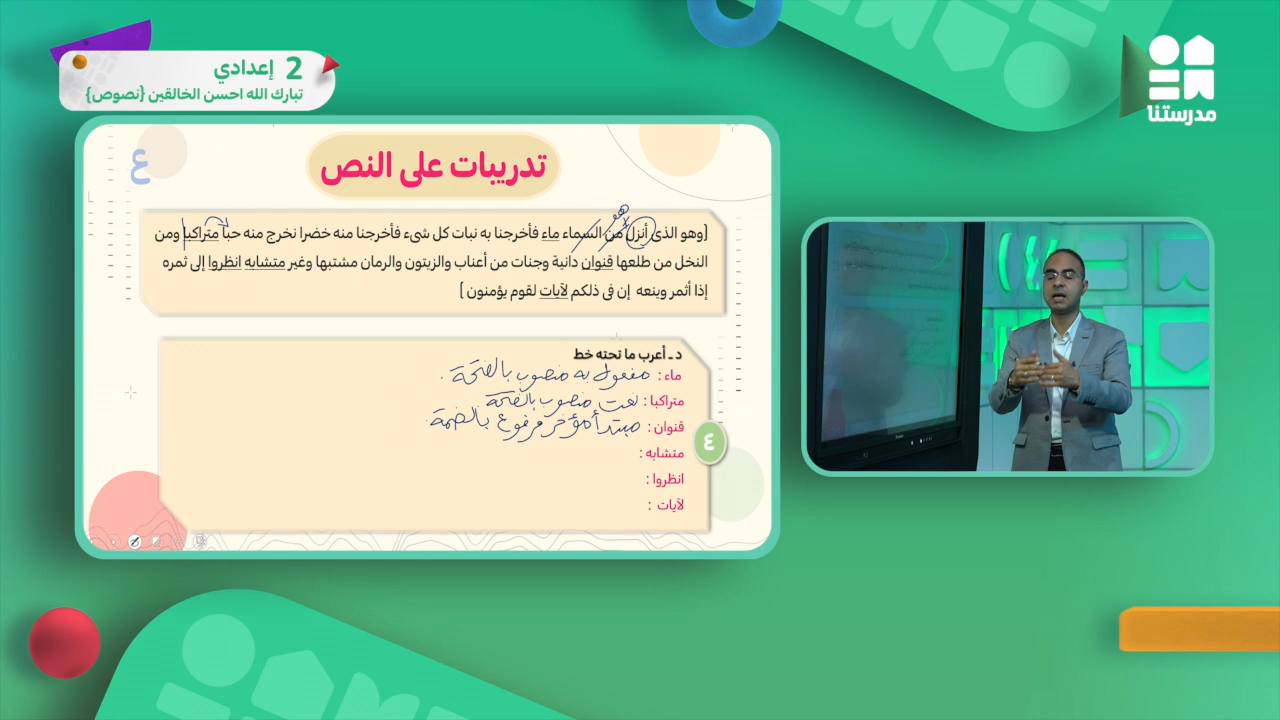 2 إعدادي
تبارك الله احسن الخالقين {نصوص}
مدرستنا
ع
تدريبات على النص
هو
(وهو الذى أنزل من السماء ماء فأخرجنا به نبات كل شىء فأخرجنا منه خضرا نخرج منه حبا متراكبا ومن
النخل من طلعها قنوان دانية وجنات من أعناب والزيتون والرمان مشتبها وغير متشابه انظروا إلى ثمره
إذا أثمر وينعه إن فى ذلكم لآيات لقوم يؤمنون )
د ـ أعرب ما تحته خط
ماء : مفعول به منصوب بالفتحة .
متراكبا : نعت منصوب بالفتحة
قنوان : مبتدأ مؤخر مرفوع بالضمة .
٤
متشابه :
انظروا :
لآيات :